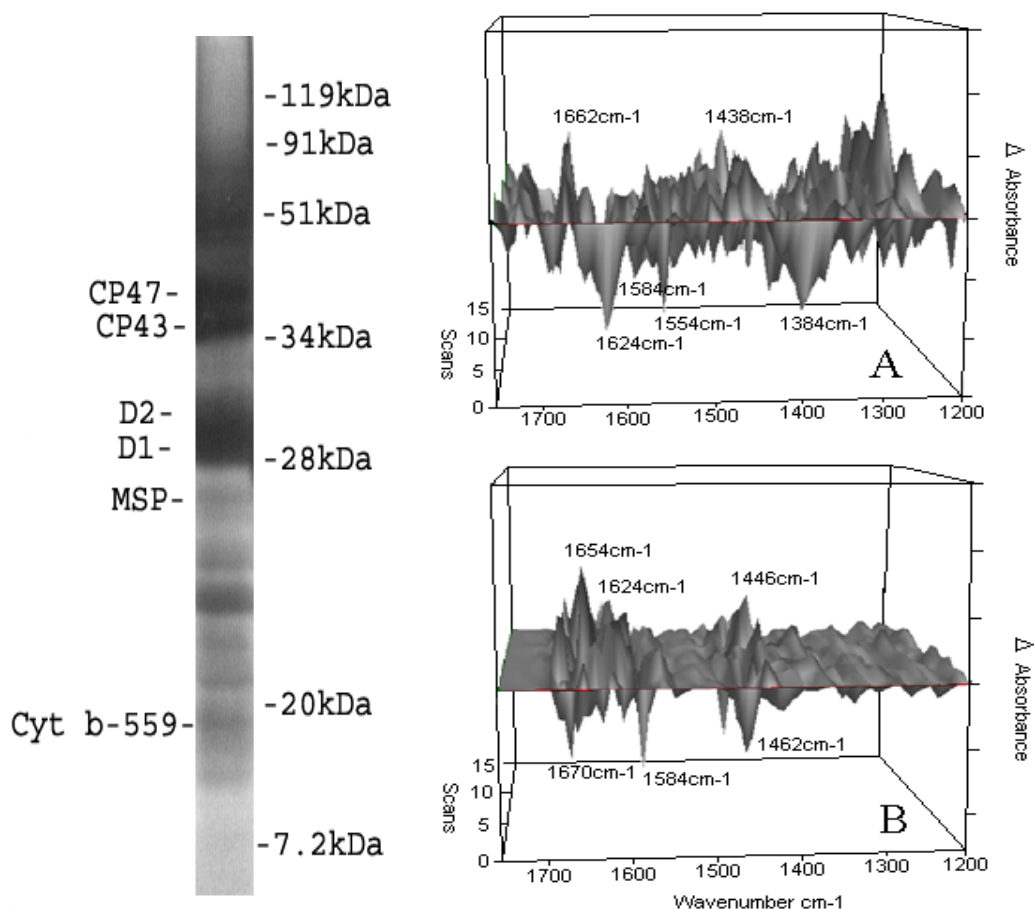 -119kDa
-91kDa
-51kDa
CP47-
CP43-
-34kDa
D2-
D1-
-28kDa
MSP-
-20kDa
Cyt b-559-
-7.2kDa
1662cm-1
1438cm-1
1584cm-1
1554cm-1
1384cm-1
1624cm-1
Δ Absorbance
15
10
5
0
Scans
A
1700
1600
1500
1400
1300
1200
1654cm-1
1624cm-1
1446cm-1
1462cm-1
1670cm-1
1584cm-1
Δ Absorbance
15
10
5
0
Scans
B
1700
1600
1500
1400
1300
1200
Wavenumber cm-1